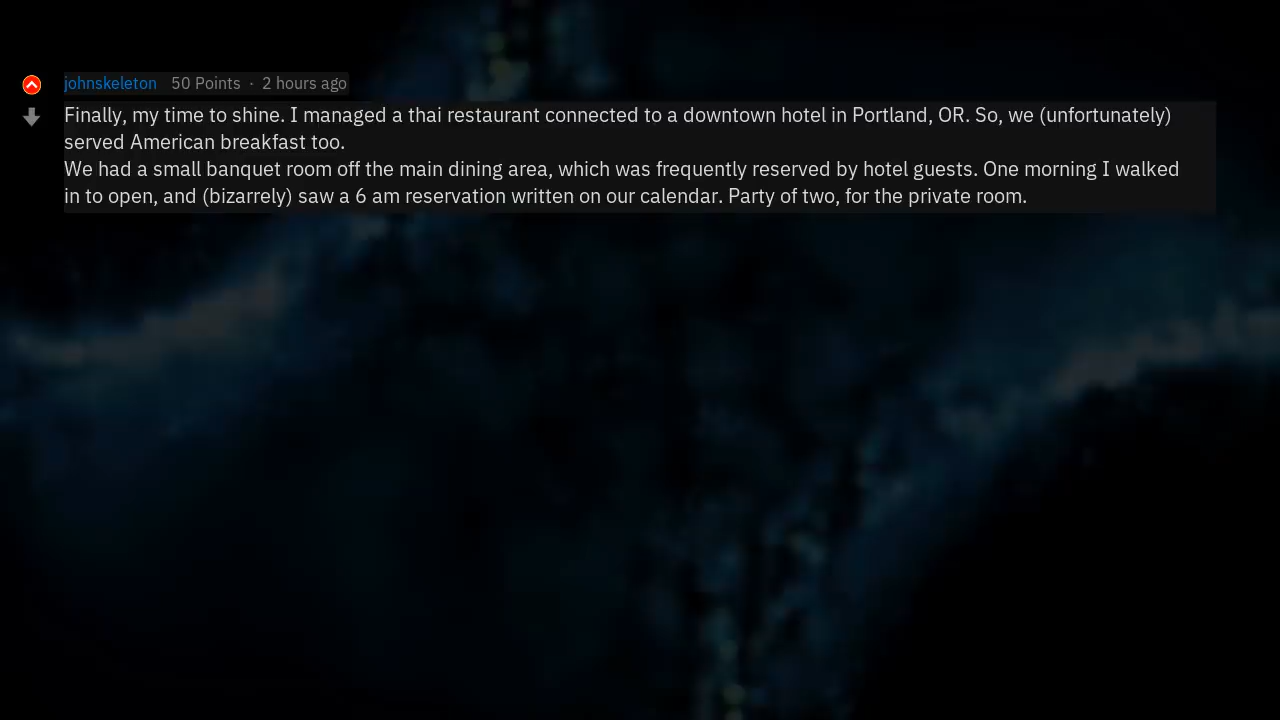 johnskeleton 50 Points · 2 hours ago
Finally, my time to shine. I managed a thai restaurant connected to a downtown hotel in Portland, OR. So, we (unfortunately)
served American breakfast too.
We had a small banquet room off the main dining area, which was frequently reserved by hotel guests. One morning I walked
in to open, and (bizarrely) saw a 6 am reservation written on our calendar. Party of two, for the private room.